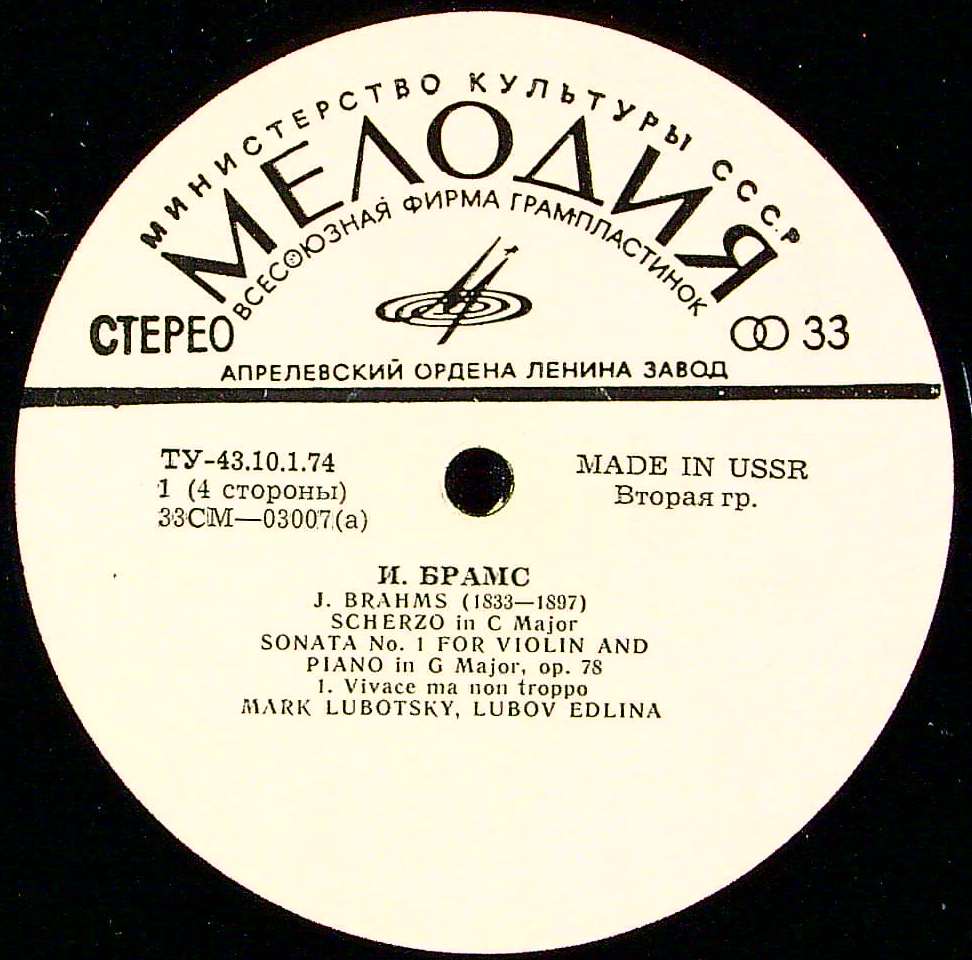 МИНИСТЕРСТВО КУЛЬТУРЫ СССР
МЕЛОДИЯ
ВСЕСОЮЗНАЯ ФИРМА ГРАМПЛАСТИНОК
СТЕРЕО
33
АПРЕЛЕВСКИЙ ОРДЕНА ЛЕНИНА ЗАВОД
ТУ-43.10.1.74
MADE IN USSR
1 (4 стороны)
Вторая гр.
33СМ—03007(а)
И. БРАМС
J. BRAHMS (1833—1897)
SCHERZO in C Major
SONATA No. 1 FOR VIOLIN AND
PIANO in G Major, op. 78
1. Vivace ma non troppo
MARK LUBOTSKY, LUBOV EDLINA